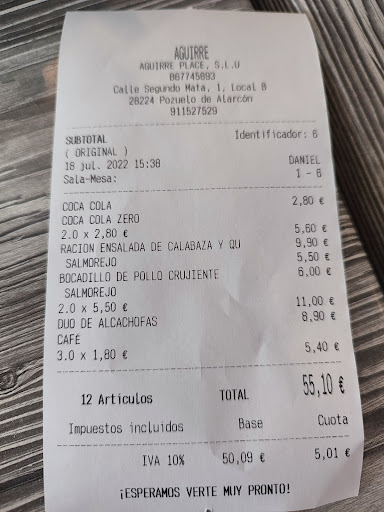 AGUIRRE
AGUIRRE PLACE, S.L.U
B67745893
Calle Segundo Mata, 1, Local 8
28224 Pozuelo de Alarcón
911527529
SUBTOTAL Identificador: 6
( ORIGINAL )
18 jul. 2022 15:38 DANIEL
Sala-Mesa: 1 - 6
COCA COLA 2,80 €
COCA COLA ZERO
2.0 x 2,80 € 5,60 €
RACION ENSALADA DE CALABAZA Y QU 9,90 €
SALMOREJO 5,50 €
BOCADILLO DE POLLO CRUJIENTE 6,00 €
SALMOREJO
2.0 x 5,50 € 11,00 €
DUO DE ALCACHOFAS 8,90 €
CAFÉ
3.0 x 1,80 € 5,40 €
12 Artículos TOTAL 55,10 €
Impuestos incluidos Base Cuota
IVA 10% 50,09 € 5,01 €
¡ESPERAMOS VERTE MUY PRONTO!